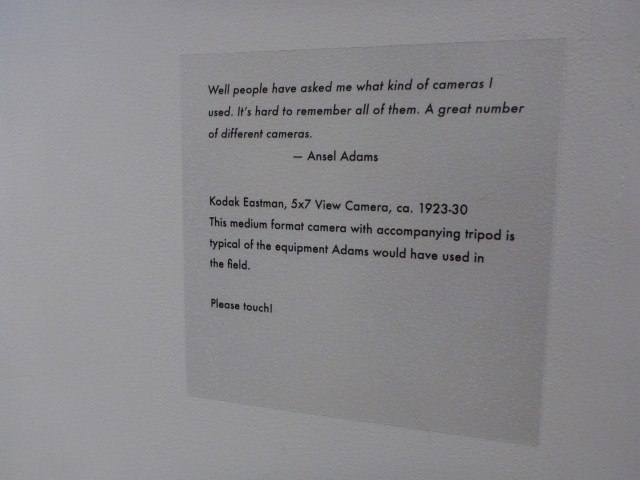 Well people have asked me what kind of cameras I
used. It's hard to remember all of them. A great number
of different cameras.
— Ansel Adams
Kodak Eastman, 5x7 View Camera, ca. 1923-30
This medium format camera with accompanying tripod is
typical of the equipment Adams would have used in
the field.
Please touch!